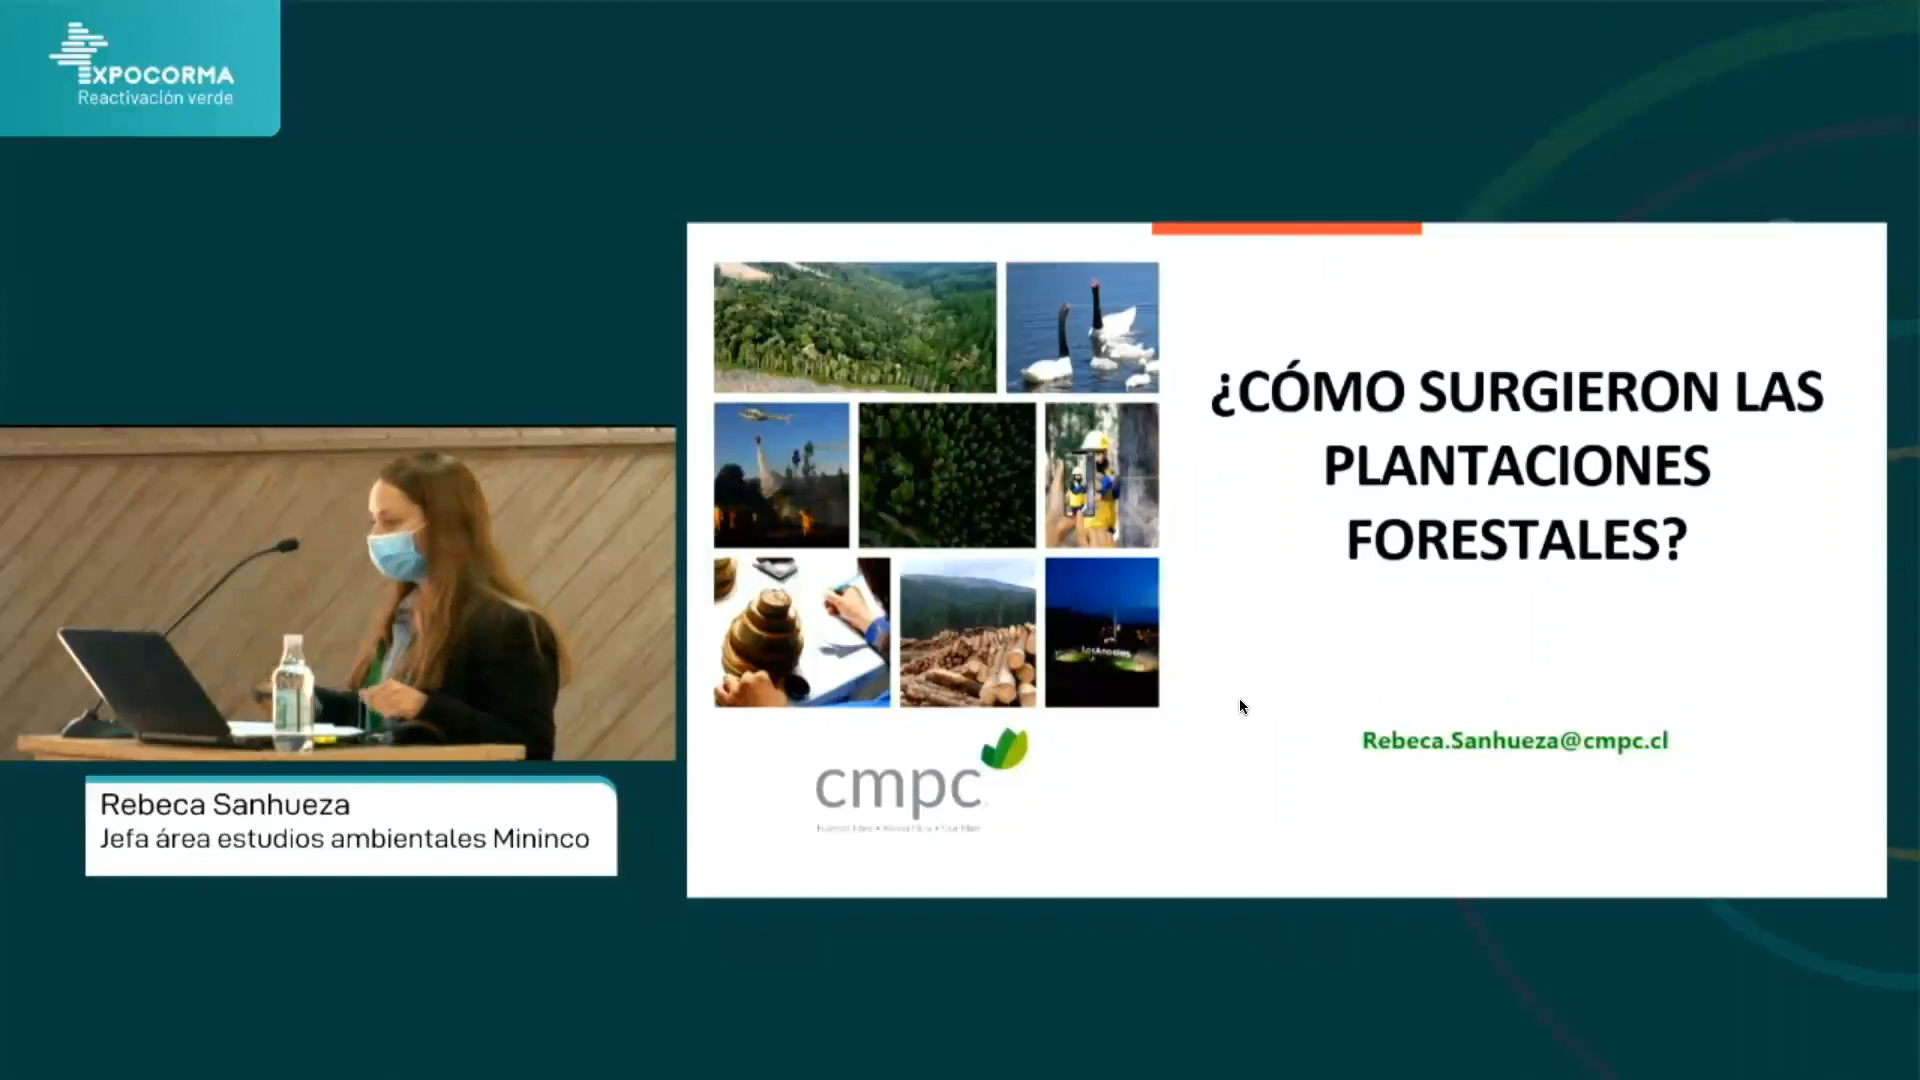 EXPOCORMA
Reactivación verde
¿CÓMO SURGIERON LAS
PLANTACIONES
FORESTALES?
Rebeca.Sanhueza@cmpc.cl
cmpc
Rebeca Sanhueza
Jefa área estudios ambientales Mininco